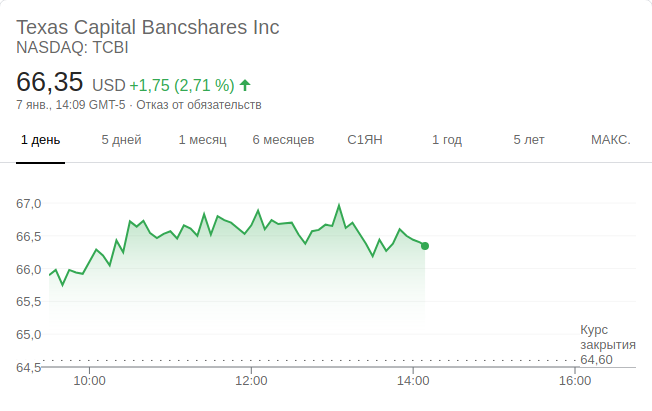 Texas Capital Bancshares Inc
NASDAQ: TCBI
66,35 USD +1,75 (2,71 %)
7 янв., 14:09 GMT-5 · Отказ от обязательств
1 день 5 дней 1 месяц 6 месяцев С1ЯН 1 год 5 лет МАКС.
67,0
66,5
66,0
65,5
65,0
64,5
Курс
закрытия
64,60
10:00 12:00 14:00 16:00